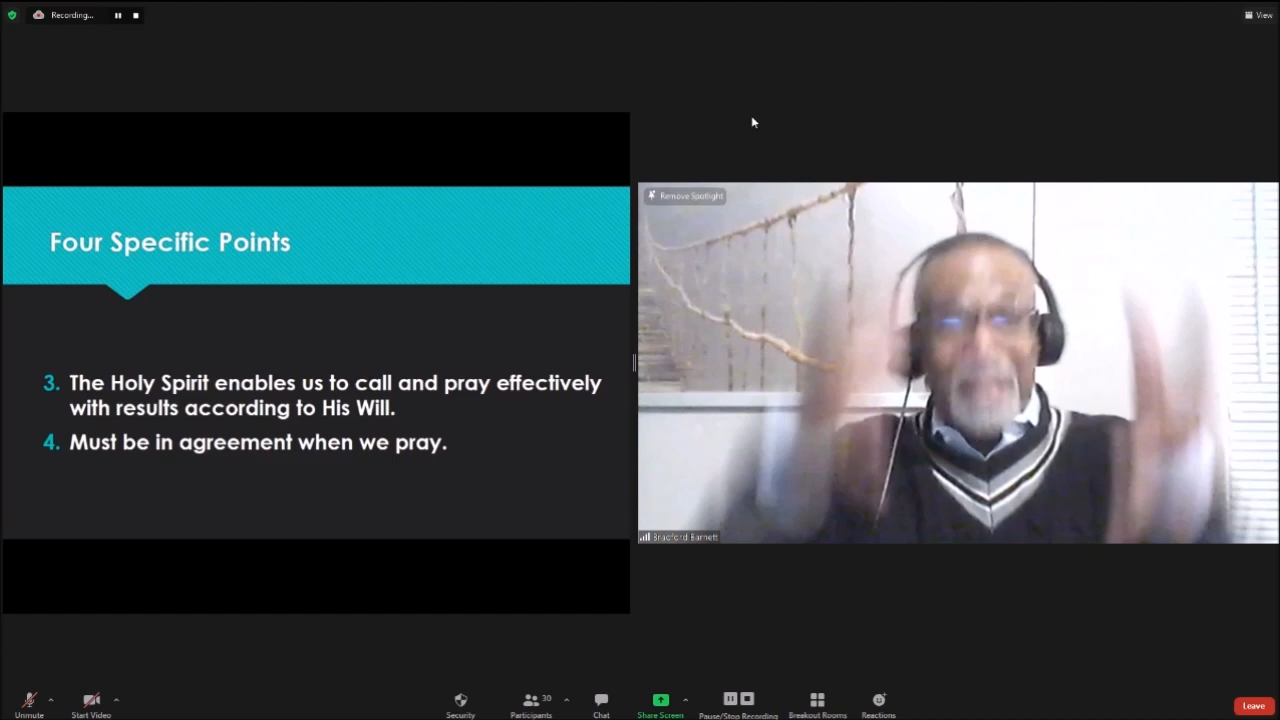 Recording...
View
Four Specific Points
3. The Holy Spirit enables us to call and pray effectively
with results according to His Will.
4. Must be in agreement when we pray.
Remove Spotlight
Bradford Barnett
Unmute
Start Video
Security
30
Participants
Chat
Share Screen
Pause/Stop Recording
Breakout Rooms
Reactions
Leave